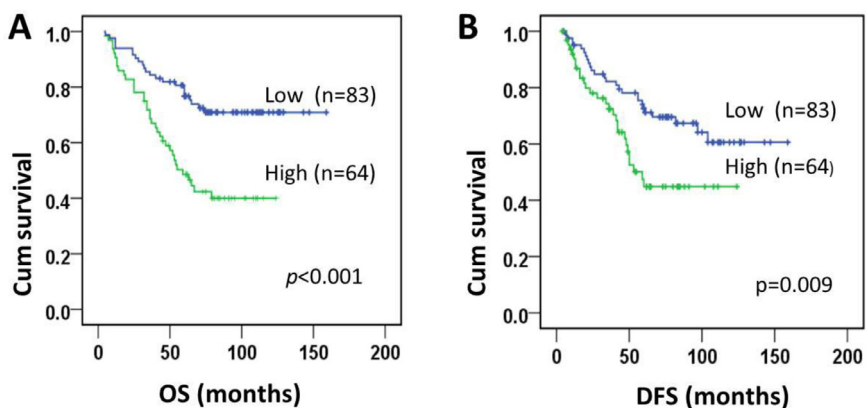 A
Cum survival
1.0
0.8
0.6
0.4
0.2
0.0
Low (n=83)
High (n=64)
p<0.001
0 50 100 150 200
OS (months)
B
Cum survival
1.0
0.8
0.6
0.4
0.2
0.0
Low (n=83)
High (n=64)
p=0.009
0 50 100 150 200
DFS (months)